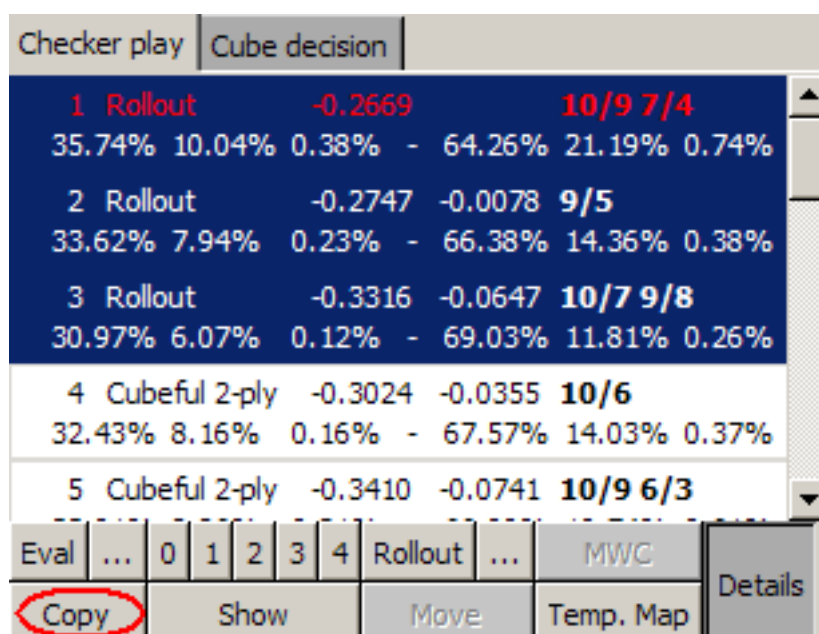 Checker play Cube decision
1 Rollout -0.2669 10/9 7/4
35.74% 10.04% 0.38% - 64.26% 21.19% 0.74%
2 Rollout -0.2747 -0.0078 9/5
33.62% 7.94% 0.23% - 66.38% 14.36% 0.38%
3 Rollout -0.3316 -0.0647 10/7 9/8
30.97% 6.07% 0.12% - 69.03% 11.81% 0.26%
4 Cubeful 2-ply -0.3024 -0.0355 10/6
32.43% 8.16% 0.16% - 67.57% 14.03% 0.37%
5 Cubeful 2-ply -0.3410 -0.0741 10/9 6/3
Eval ... 0 1 2 3 4 Rollout ... MWC
Details
Copy Show Move Temp. Map